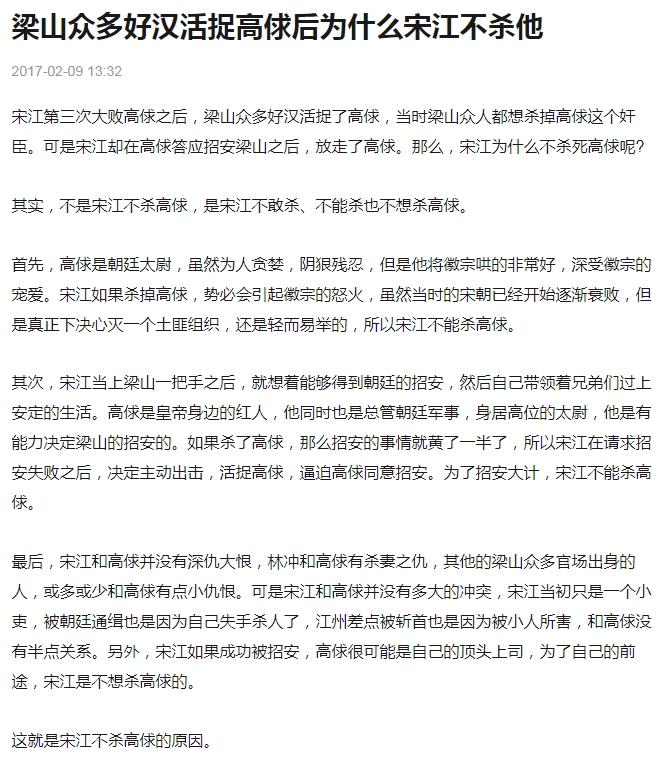 梁山众多好汉活捉高俅后为什么宋江不杀他
2017-02-09 13:32
宋江第三次大败高俅之后，梁山众多好汉活捉了高俅，当时梁山众人都想杀掉高俅这个奸
臣。可是宋江却在高俅答应招安梁山之后，放走了高俅。那么，宋江为什么不杀死高俅呢?
其实，不是宋江不杀高俅，是宋江不敢杀、不能杀也不想杀高俅。
首先，高俅是朝廷太尉，虽然为人贪婪，阴狠残忍，但是他将徽宗哄的非常好，深受徽宗的
宠爱。宋江如果杀掉高俅，势必会引起徽宗的怒火，虽然当时的宋朝已经开始逐渐衰败，但
是真正下决心灭一个土匪组织，还是轻而易举的，所以宋江不能杀高俅。
其次，宋江当上梁山一把手之后，就想着能够得到朝廷的招安，然后自己带领着兄弟们过上
安定的生活。高俅是皇帝身边的红人，他同时也是总管朝廷军事，身居高位的太尉，他是有
能力决定梁山的招安的。如果杀了高俅，那么招安的事情就黄了一半了，所以宋江在请求招
安失败之后，决定主动出击，活捉高俅，逼迫高俅同意招安。为了招安大计，宋江不能杀高
俅。
最后，宋江和高俅并没有深仇大恨，林冲和高俅有杀妻之仇，其他的梁山众多官场出身的
人，或多或少和高俅有点小仇恨。可是宋江和高俅并没有多大的冲突，宋江当初只是一个小
吏，被朝廷通缉也是因为自己失手杀人了，江州差点被斩首也是因为被小人所害，和高俅没
有半点关系。另外，宋江如果成功被招安，高俅很可能是自己的顶头上司，为了自己的前
途，宋江是不想杀高俅的。
这就是宋江不杀高俅的原因。